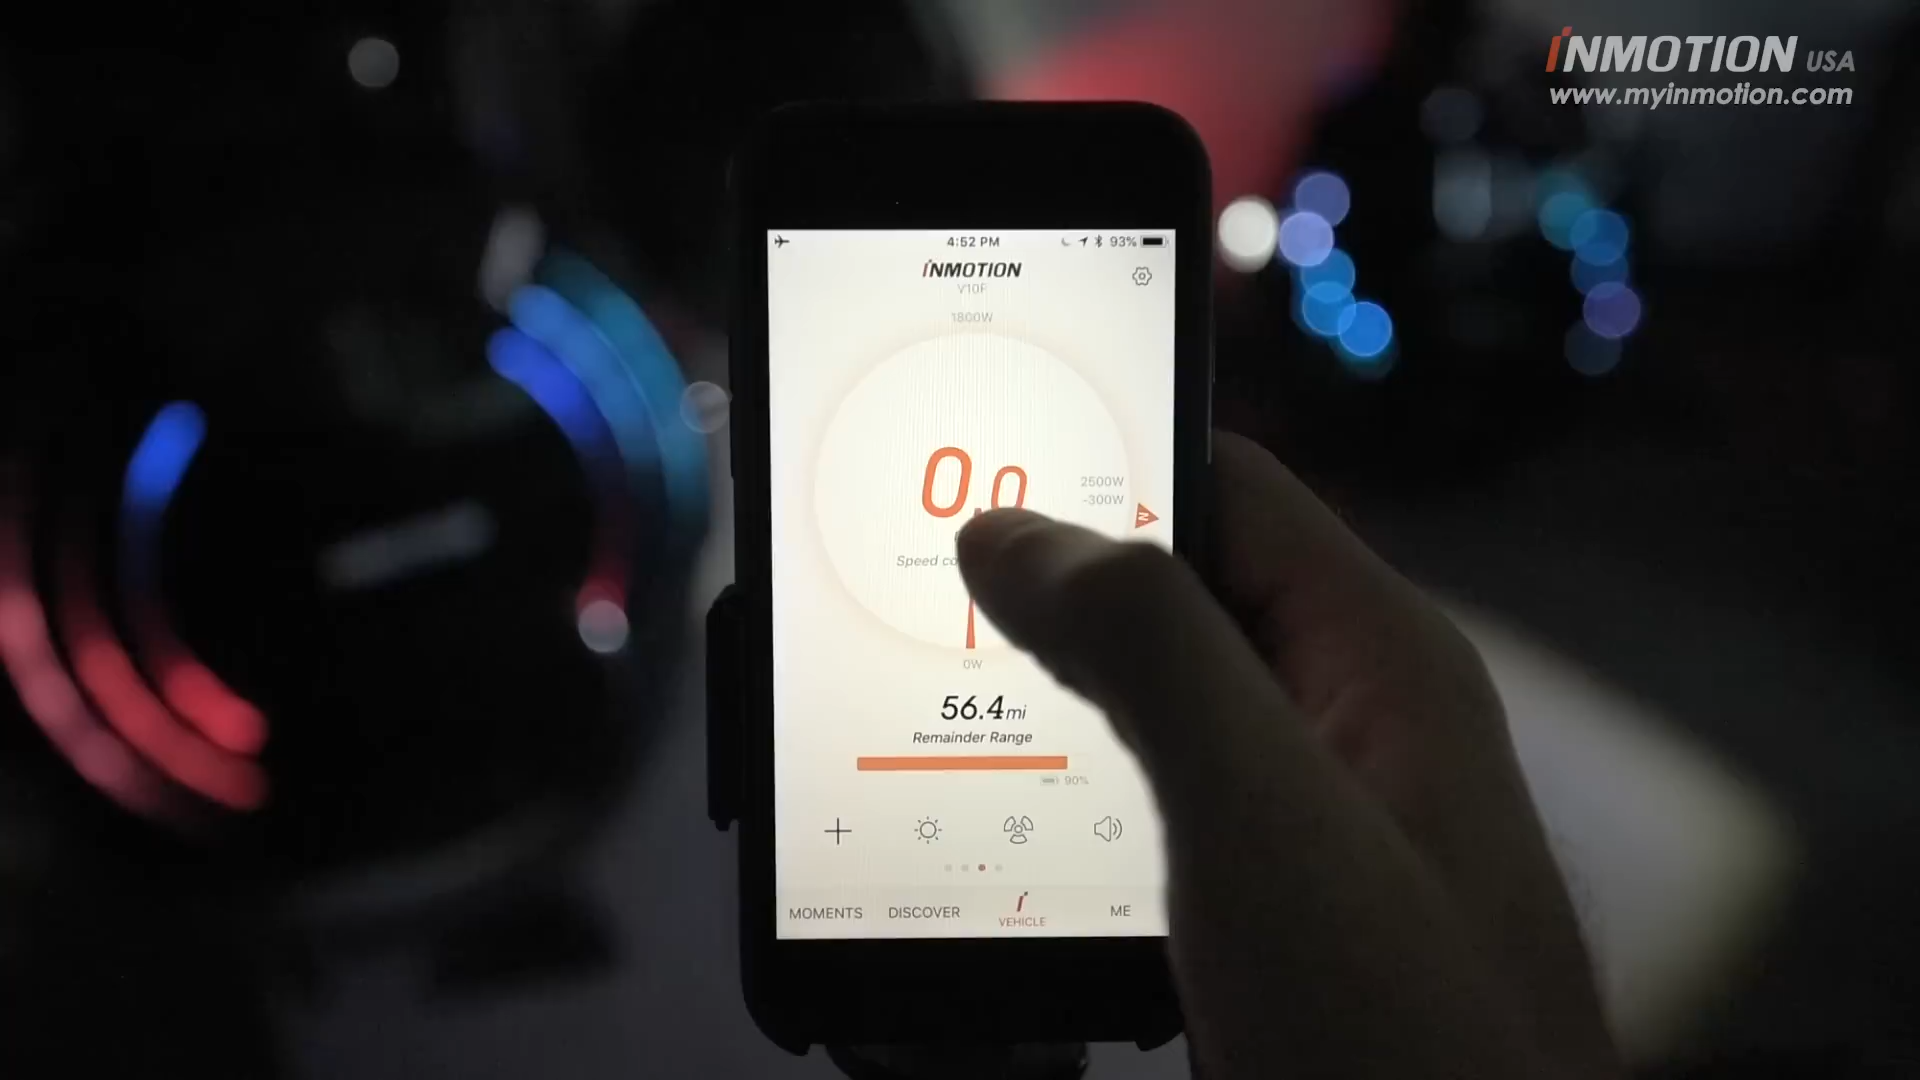 INMOTION USA
www.myinmotion.com
4:52 PM
93%
INMOTION
V10F
1800W
0.0
2500W
-300W
N
Speed
0W
56.4mi
Remainder Range
90%
MOMENTS
DISCOVER
VEHICLE
ME